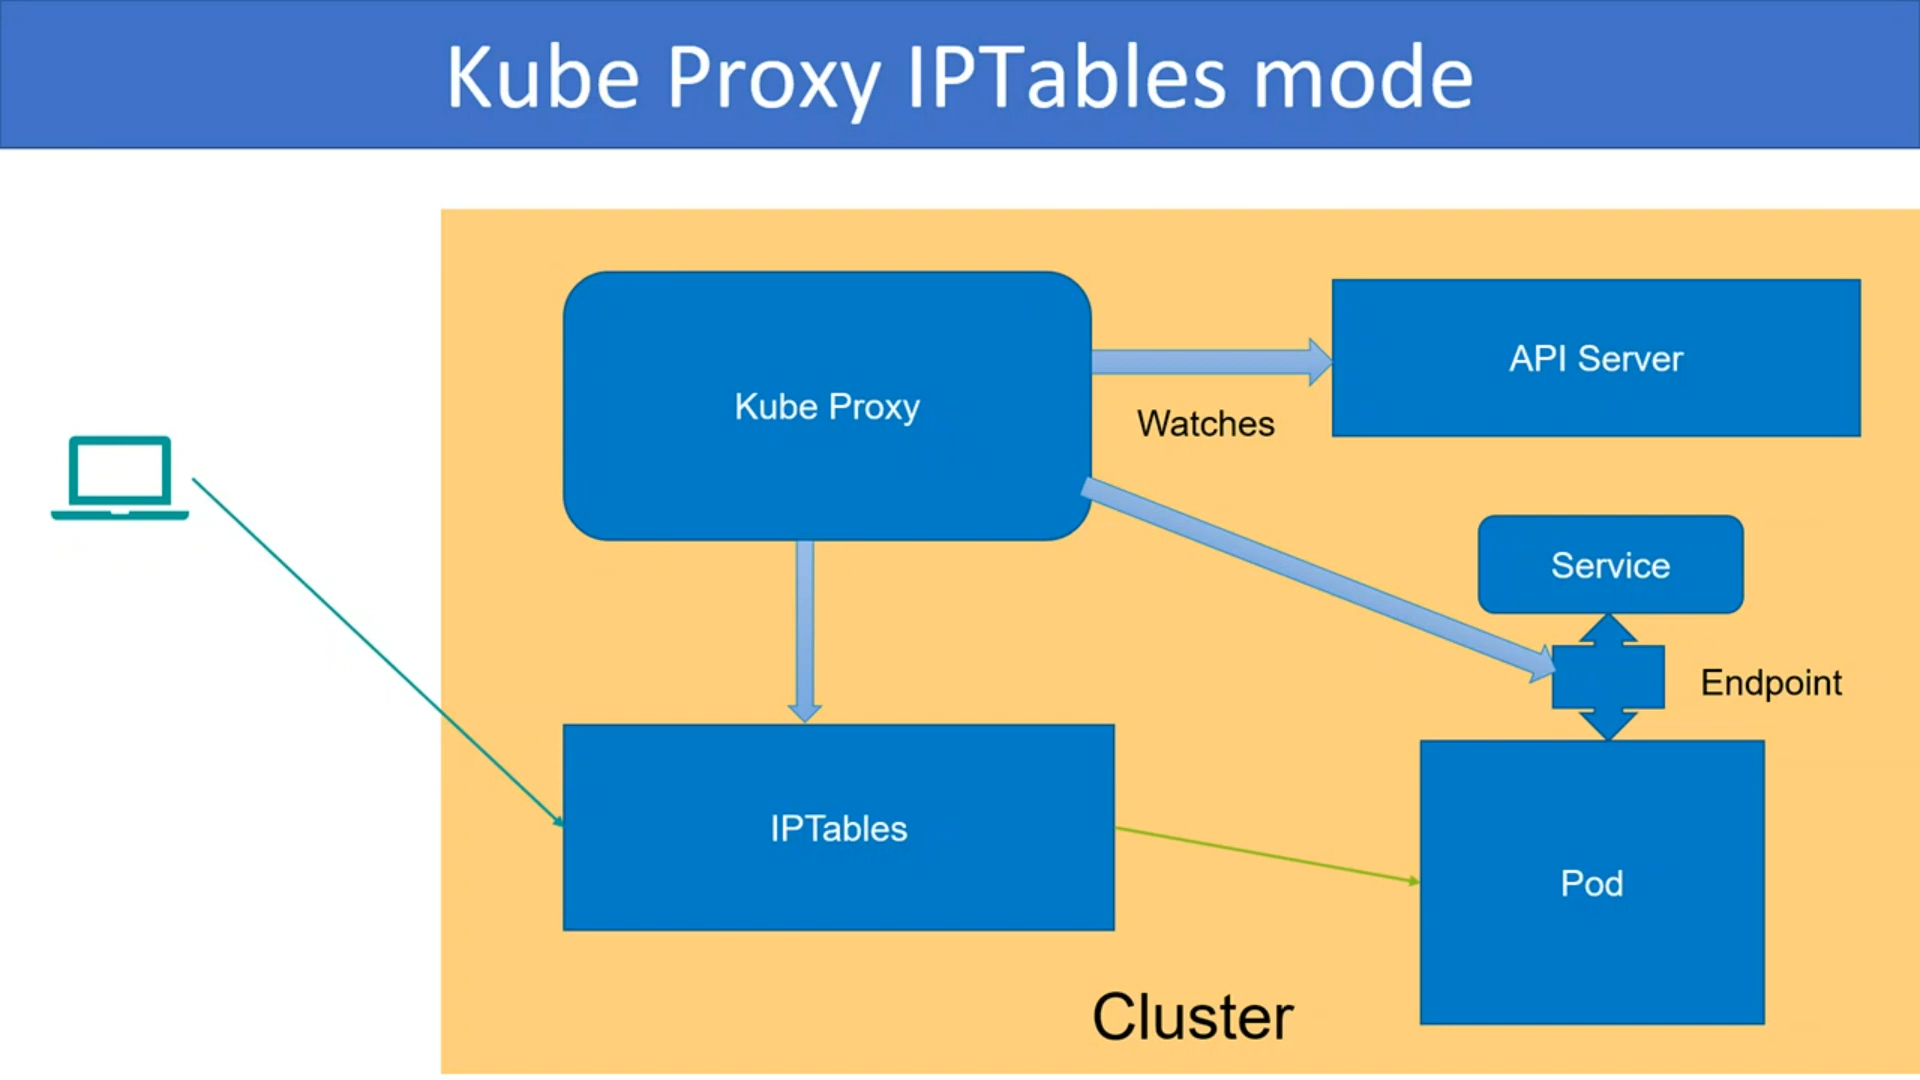 Kube Proxy IPTables mode
Kube Proxy
API Server
Watches
Service
Endpoint
IPTables
Pod
Cluster